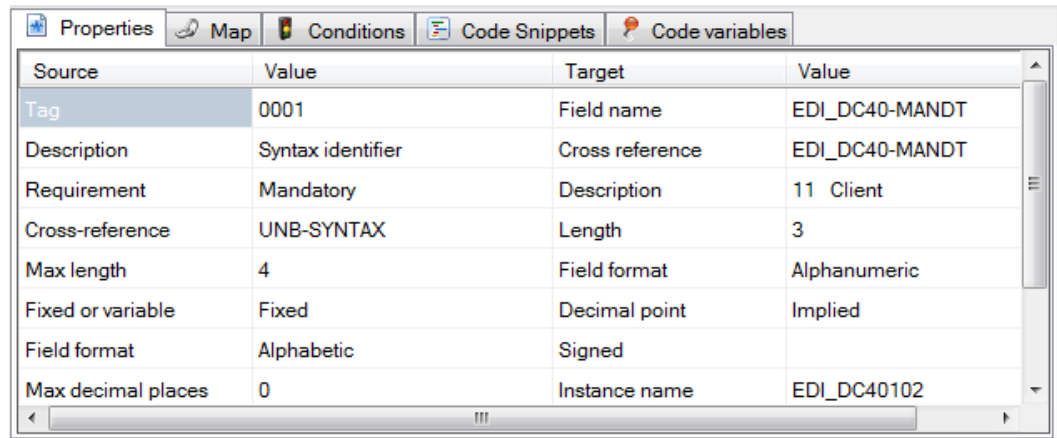 Properties Map Conditions Code Snippets Code variables
Source Value Target Value
Tag 0001 Field name EDI_DC40-MANDT
Description Syntax identifier Cross reference EDI_DC40-MANDT
Requirement Mandatory Description 11 Client
Cross-reference UNB-SYNTAX Length 3
Max length 4 Field format Alphanumeric
Fixed or variable Fixed Decimal point Implied
Field format Alphabetic Signed
Max decimal places 0 Instance name EDI_DC40102